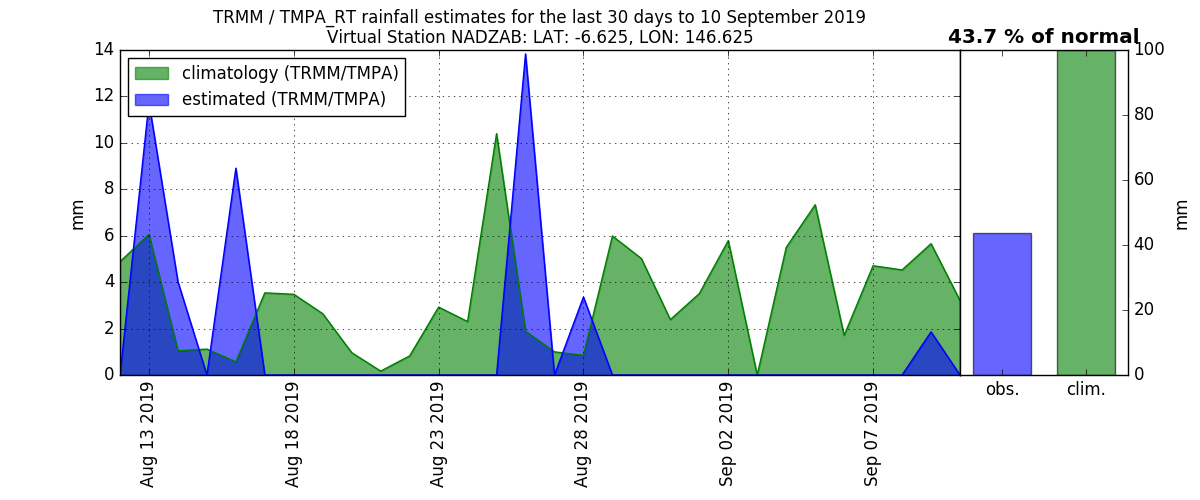 TRMM / TMPA_RT rainfall estimates for the last 30 days to 10 September 2019
Virtual Station NADZAB: LAT: -6.625, LON: 146.625
43.7 % of normal
climatology (TRMM/TMPA)
estimated (TRMM/TMPA)
14
12
10
8
6
4
2
0
mm
Aug 13 2019
Aug 18 2019
Aug 23 2019
Aug 28 2019
Sep 02 2019
Sep 07 2019
100
80
60
40
20
0
mm
obs.
clim.